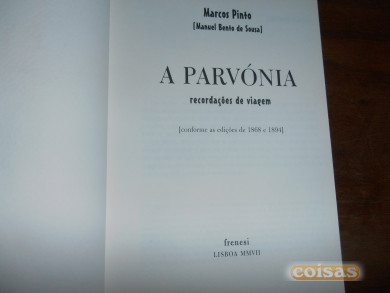 Marcos Pinto
[Manuel Bento de Sousa]
A PARVÓNIA
recordações de viagem
[conforme as edições de 1868 e 1894]
frenesi
LISBOA MMVII
coisas